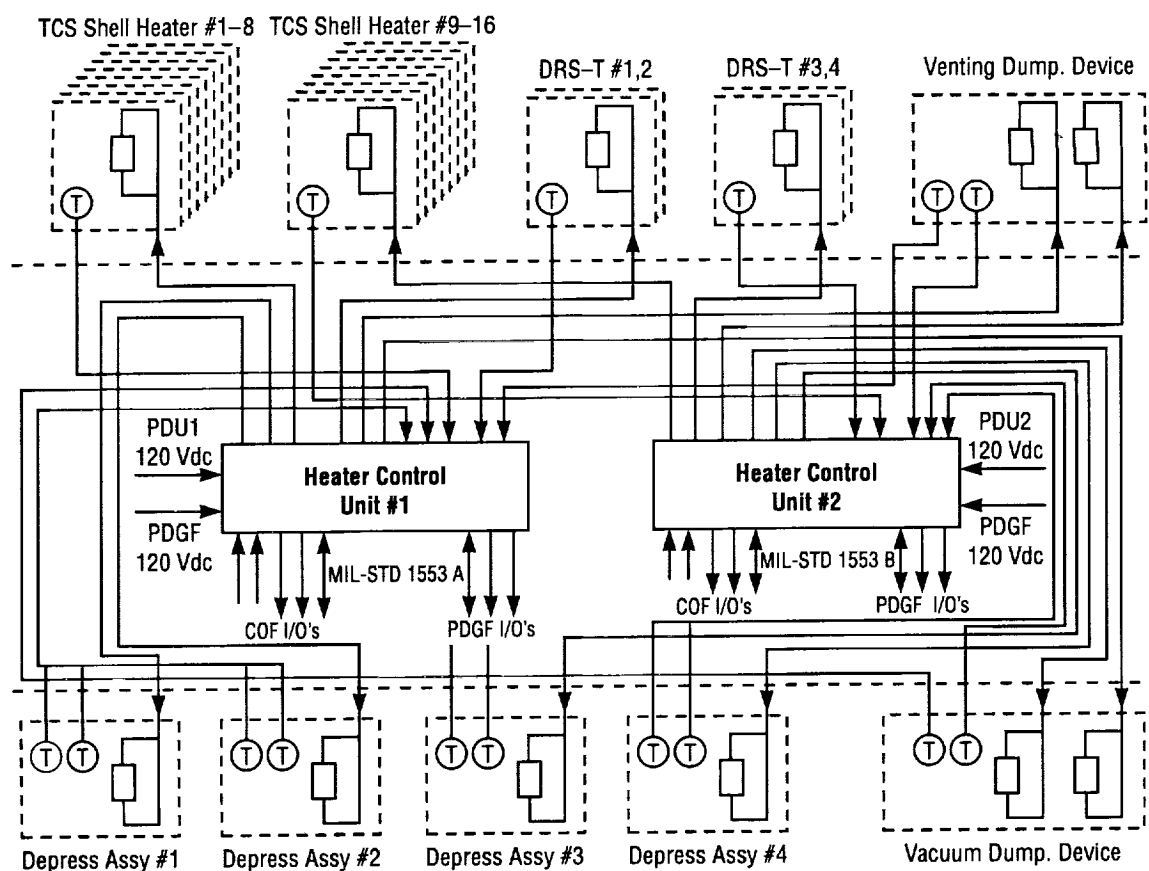 TCS Shell Heater #1–8
TCS Shell Heater #9–16
DRS–T #1,2
DRS–T #3,4
Venting Dump. Device
T
T
T
T
T
T
PDU1
120 Vdc
PDGF
120 Vdc
Heater Control
Unit #1
Heater Control
Unit #2
PDU2
120 Vdc
PDGF
120 Vdc
MIL-STD 1553 A
COF I/O's
PDGF I/O's
MIL-STD 1553 B
COF I/O's
PDGF I/O's
T
T
T
T
T
T
T
T
T
T
Depress Assy #1
Depress Assy #2
Depress Assy #3
Depress Assy #4
Vacuum Dump. Device